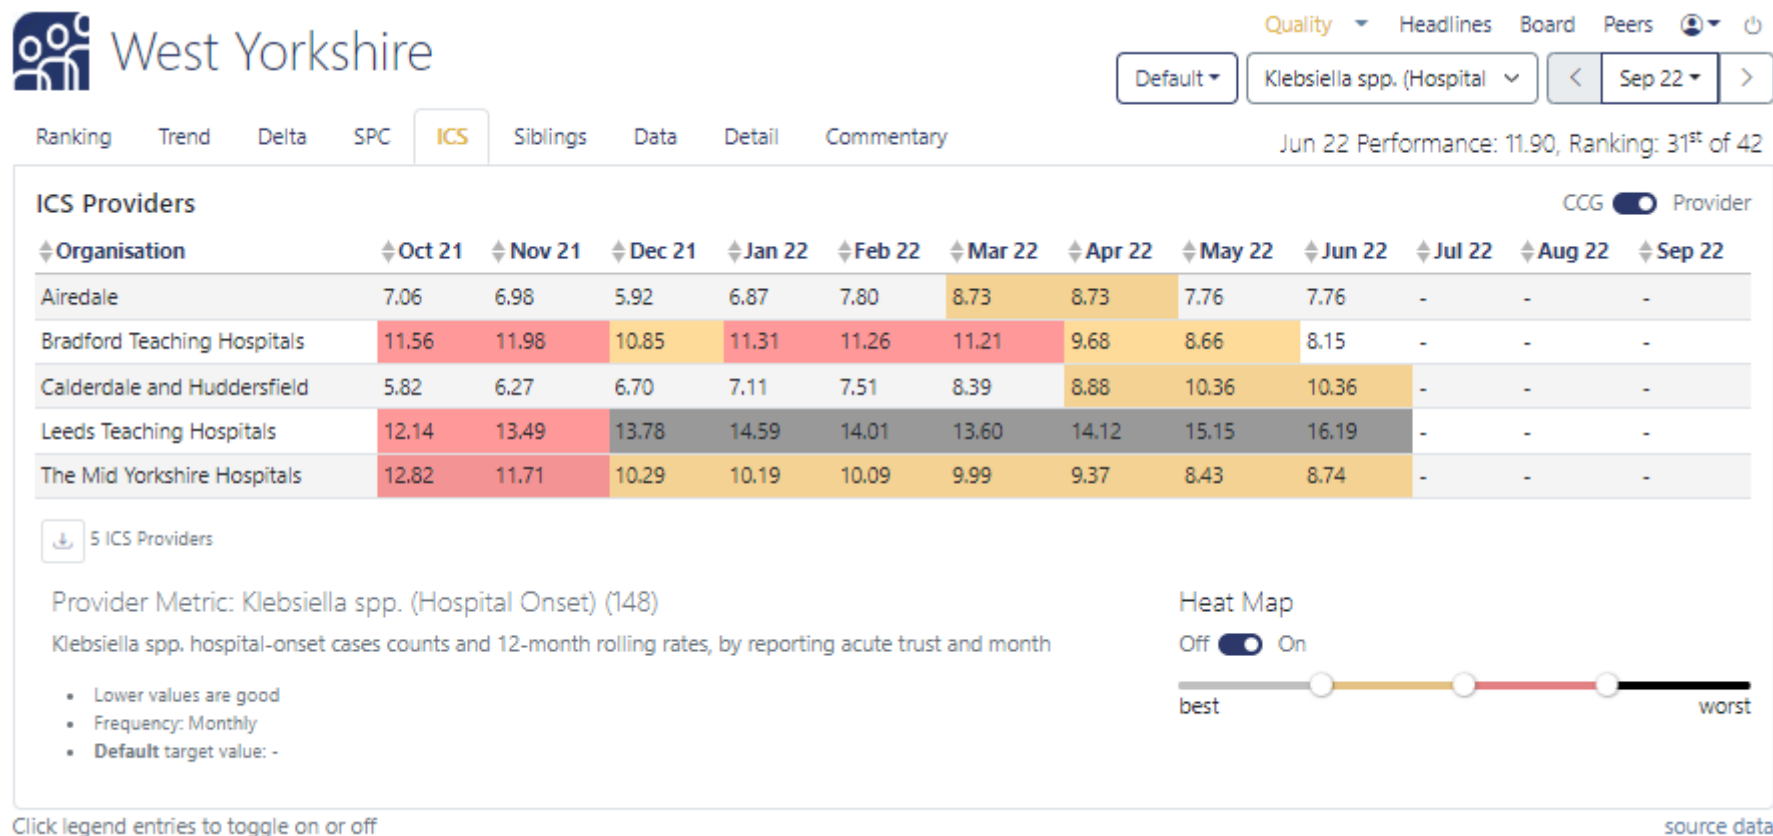 West Yorkshire
Quality Headlines Board Peers
Default Klebsiella spp. (Hospital < Sep 22 >
Ranking Trend Delta SPC ICS Siblings Data Detail Commentary
Jun 22 Performance: 11.90, Ranking: 31st of 42
ICS Providers
CCG Provider
Organisation Oct 21 Nov 21 Dec 21 Jan 22 Feb 22 Mar 22 Apr 22 May 22 Jun 22 Jul 22 Aug 22 Sep 22
Airedale 7.06 6.98 5.92 6.87 7.80 8.73 8.73 7.76 7.76 - - -
Bradford Teaching Hospitals 11.56 11.98 10.85 11.31 11.26 11.21 9.68 8.66 8.15 - - -
Calderdale and Huddersfield 5.82 6.27 6.70 7.11 7.51 8.39 8.88 10.36 10.36 - - -
Leeds Teaching Hospitals 12.14 13.49 13.78 14.59 14.01 13.60 14.12 15.15 16.19 - - -
The Mid Yorkshire Hospitals 12.82 11.71 10.29 10.19 10.09 9.99 9.37 8.43 8.74 - - -
5 ICS Providers
Provider Metric: Klebsiella spp. (Hospital Onset) (148)
Klebsiella spp. hospital-onset cases counts and 12-month rolling rates, by reporting acute trust and month
• Lower values are good
• Frequency: Monthly
• Default target value: -
Heat Map
Off On
best worst
Click legend entries to toggle on or off
source data